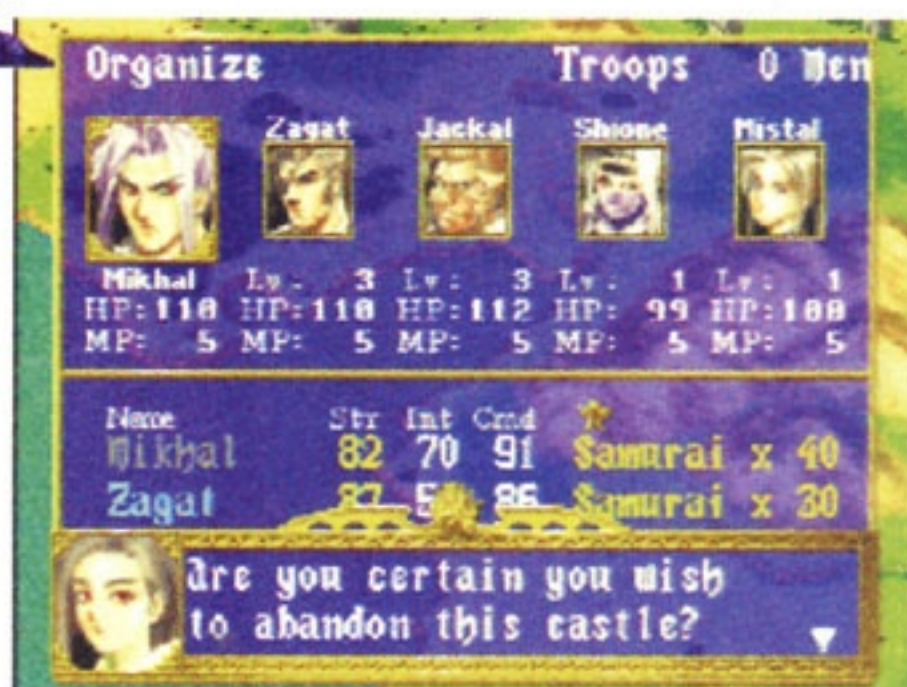 Organize Troops 0 Men
Zagat Jackal Shione Mistal
Mikhal Lv: 3 Lv: 3 Lv: 1 Lv: 1
HP:110 HP:110 HP:112 HP: 99 HP:100
MP: 5 MP: 5 MP: 5 MP: 5 MP: 5
Name Str Int Cmd
Mikhal 82 70 91 Samurai x 40
Zagat 87 86 Samurai x 30
Are you certain you wish
to abandon this castle?